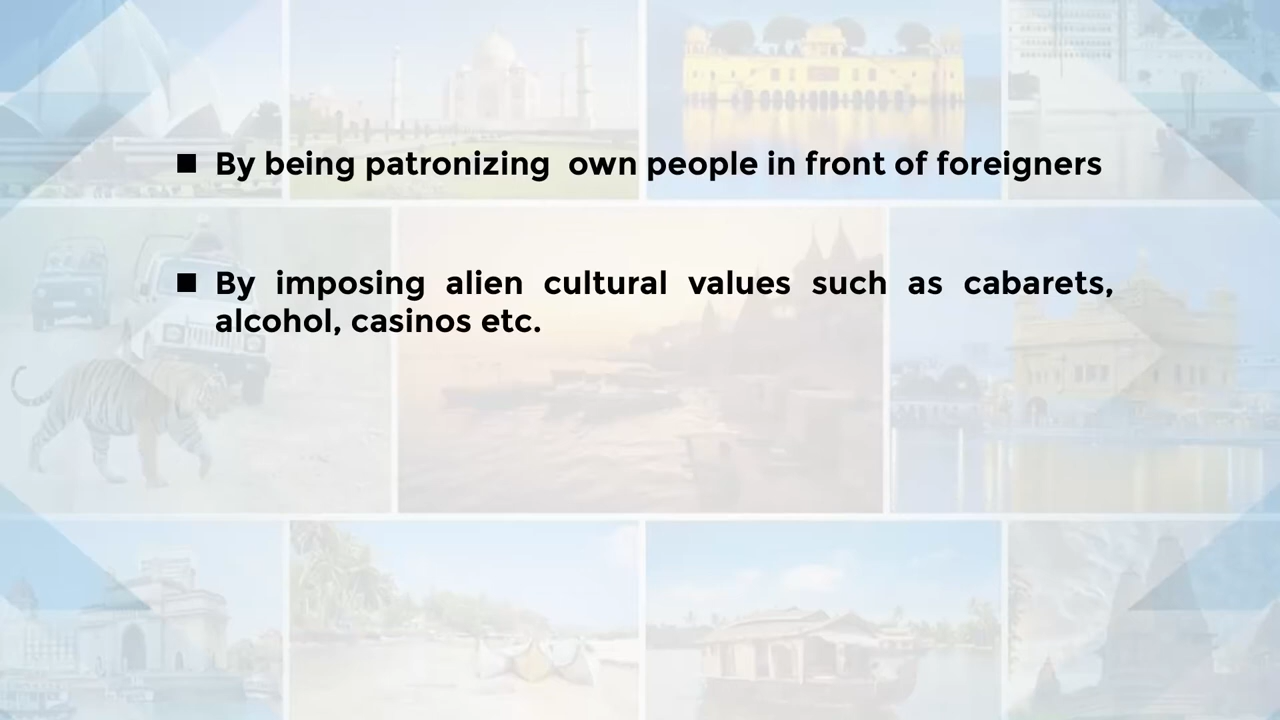 ■ By being patronizing  own people in front of foreigners
■ By imposing alien cultural values such as cabarets,
alcohol, casinos etc.